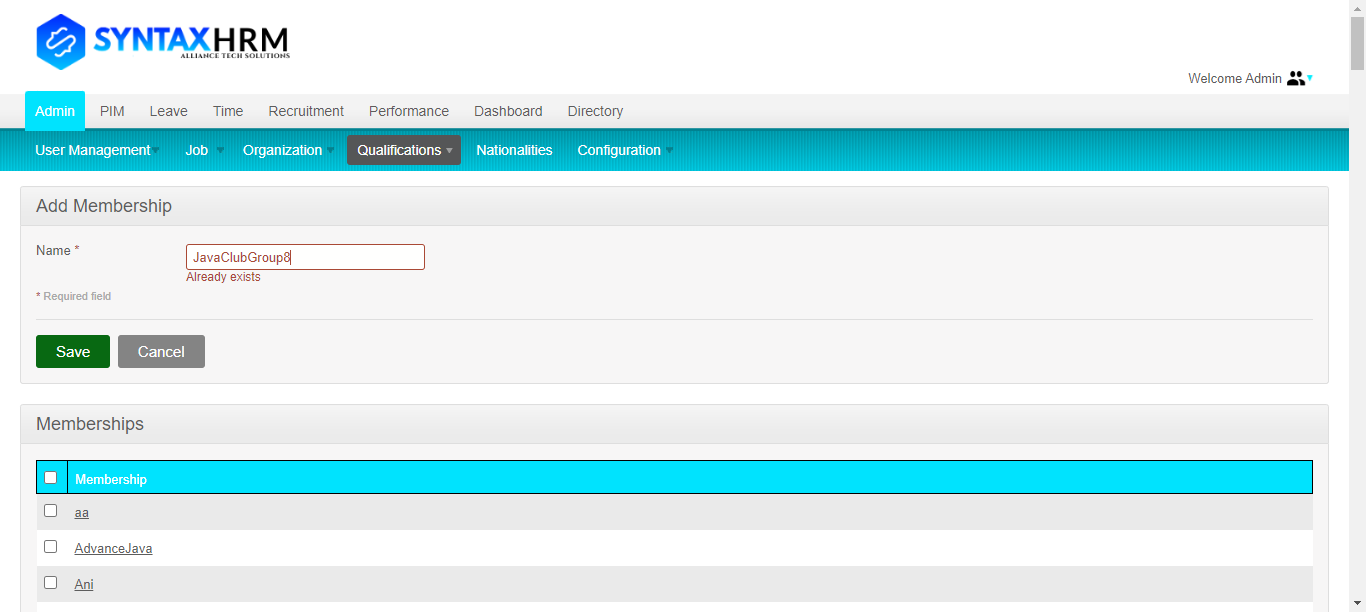 SYNTAXHRM
ALLIANCE TECH SOLUTIONS
Welcome Admin
Admin PIM Leave Time Recruitment Performance Dashboard Directory
User Management Job Organization Qualifications Nationalities Configuration
Add Membership
Name * JavaClubGroup8
Already exists
* Required field
Save Cancel
Memberships
Membership
aa
AdvanceJava
Ani